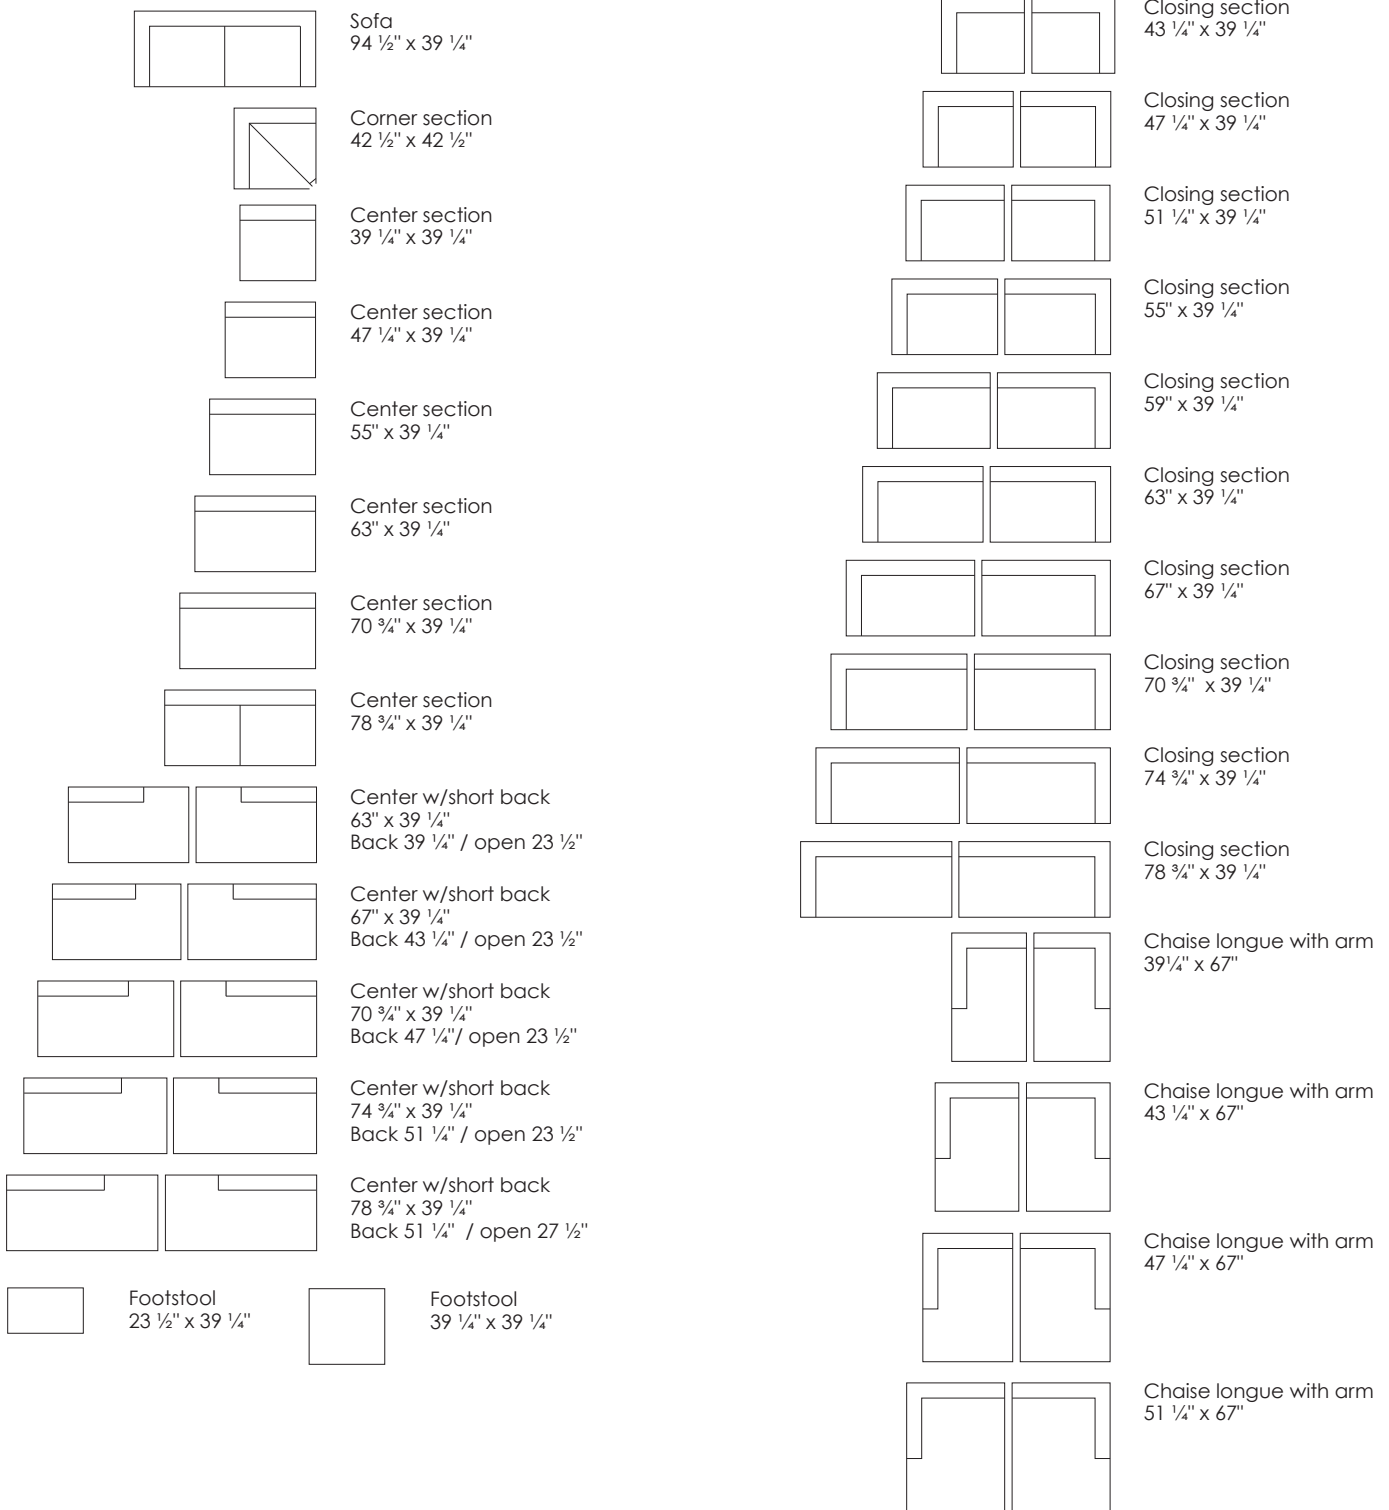 Sofa
94 ½" x 39 ¼"
Corner section
42 ½" x 42 ½"
Center section
39 ¼" x 39 ¼"
Center section
47 ¼" x 39 ¼"
Center section
55" x 39 ¼"
Center section
63" x 39 ¼"
Center section
70 ¾" x 39 ¼"
Center section
78 ¾" x 39 ¼"
Center w/short back
63" x 39 ¼"
Back 39 ¼" / open 23 ½"
Center w/short back
67" x 39 ¼"
Back 43 ¼" / open 23 ½"
Center w/short back
70 ¾" x 39 ¼"
Back 47 ¼"/ open 23 ½"
Center w/short back
74 ¾" x 39 ¼"
Back 51 ¼" / open 23 ½"
Center w/short back
78 ¾" x 39 ¼"
Back 51 ¼"  / open 27 ½"
Footstool
23 ½" x 39 ¼"
Footstool
39 ¼" x 39 ¼"
Closing section
43 ¼" x 39 ¼"
Closing section
47 ¼" x 39 ¼"
Closing section
51 ¼" x 39 ¼"
Closing section
55" x 39 ¼"
Closing section
59" x 39 ¼"
Closing section
63" x 39 ¼"
Closing section
67" x 39 ¼"
Closing section
70 ¾"  x 39 ¼"
Closing section
74 ¾" x 39 ¼"
Closing section
78 ¾" x 39 ¼"
Chaise longue with arm
39¼" x 67"
Chaise longue with arm
43 ¼" x 67"
Chaise longue with arm
47 ¼" x 67"
Chaise longue with arm
51 ¼" x 67"